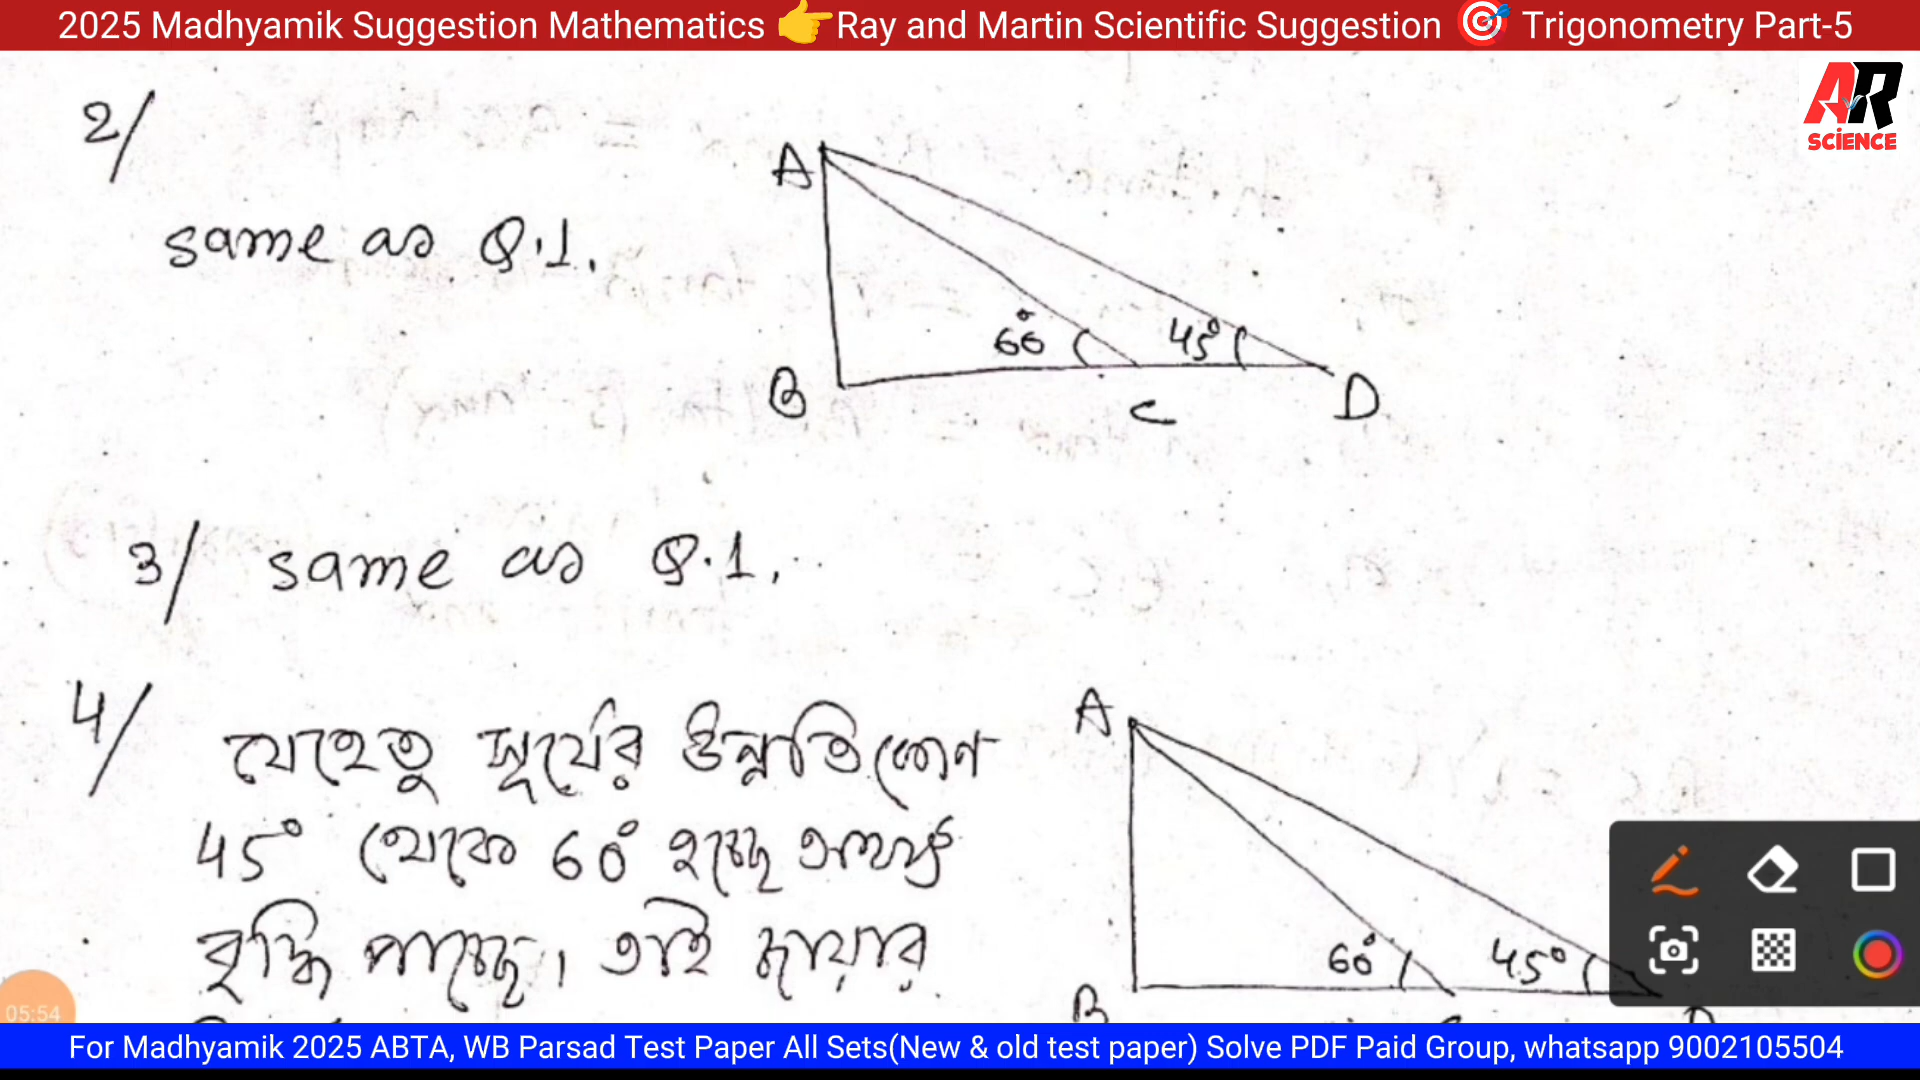 2025 Madhyamik Suggestion Mathematics 👉Ray and Martin Scientific Suggestion 🎯 Trigonometry Part-5
AR
SCIENCE
2/
same as Q.1.
A
60° 45°
B C D
3/ same as Q.1.
4/
যেহেতু সূর্যের উন্নতি কোণ
45° থেকে 60° হচ্ছে অর্থাৎ
বৃদ্ধি পাচ্ছে। তাই ছায়ার
A
60° 45°
B
05:54
For Madhyamik 2025 ABTA, WB Parsad Test Paper All Sets(New & old test paper) Solve PDF Paid Group, whatsapp 9002105504